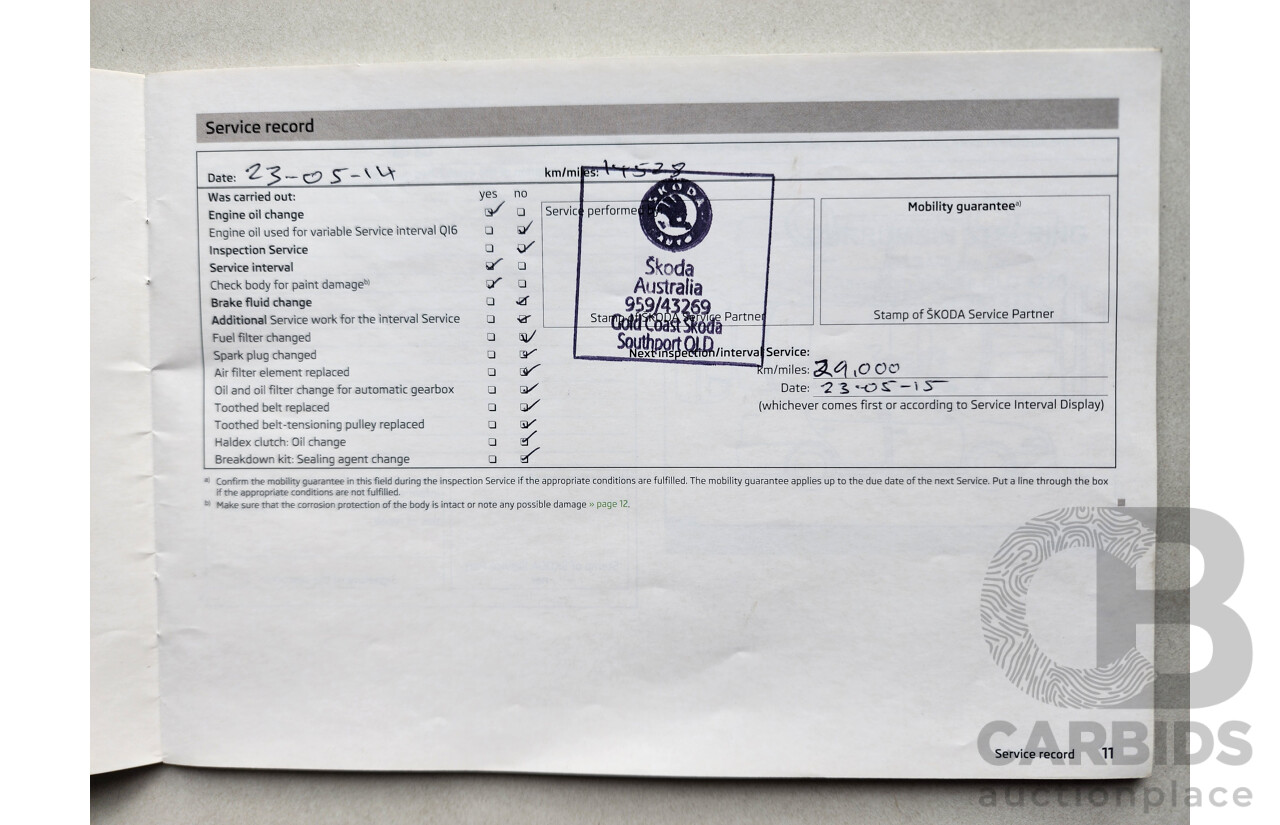 Service record
Date: 23-05-14 km/miles: 14538
Was carried out: yes no
Engine oil change
Engine oil used for variable Service interval QI6
Inspection Service
Service interval
Check body for paint damageb)
Brake fluid change
Additional Service work for the interval Service
Fuel filter changed
Spark plug changed
Air filter element replaced
Oil and oil filter change for automatic gearbox
Toothed belt replaced
Toothed belt-tensioning pulley replaced
Haldex clutch: Oil change
Breakdown kit: Sealing agent change
Service performed by
ŠKODA
AUTO
Škoda
Australia
959/43269
Gold Coast Skoda
Southport QLD
Stamp of ŠKODA Service Partner
Mobility guaranteea)
Stamp of ŠKODA Service Partner
Next inspection/interval Service:
km/miles: 29,000
Date: 23-05-15
(whichever comes first or according to Service Interval Display)
a) Confirm the mobility guarantee in this field during the inspection Service if the appropriate conditions are fulfilled. The mobility guarantee applies up to the due date of the next Service. Put a line through the box
if the appropriate conditions are not fulfilled.
b) Make sure that the corrosion protection of the body is intact or note any possible damage » page 12.
Service record 11
CARBIDS
auctionplace